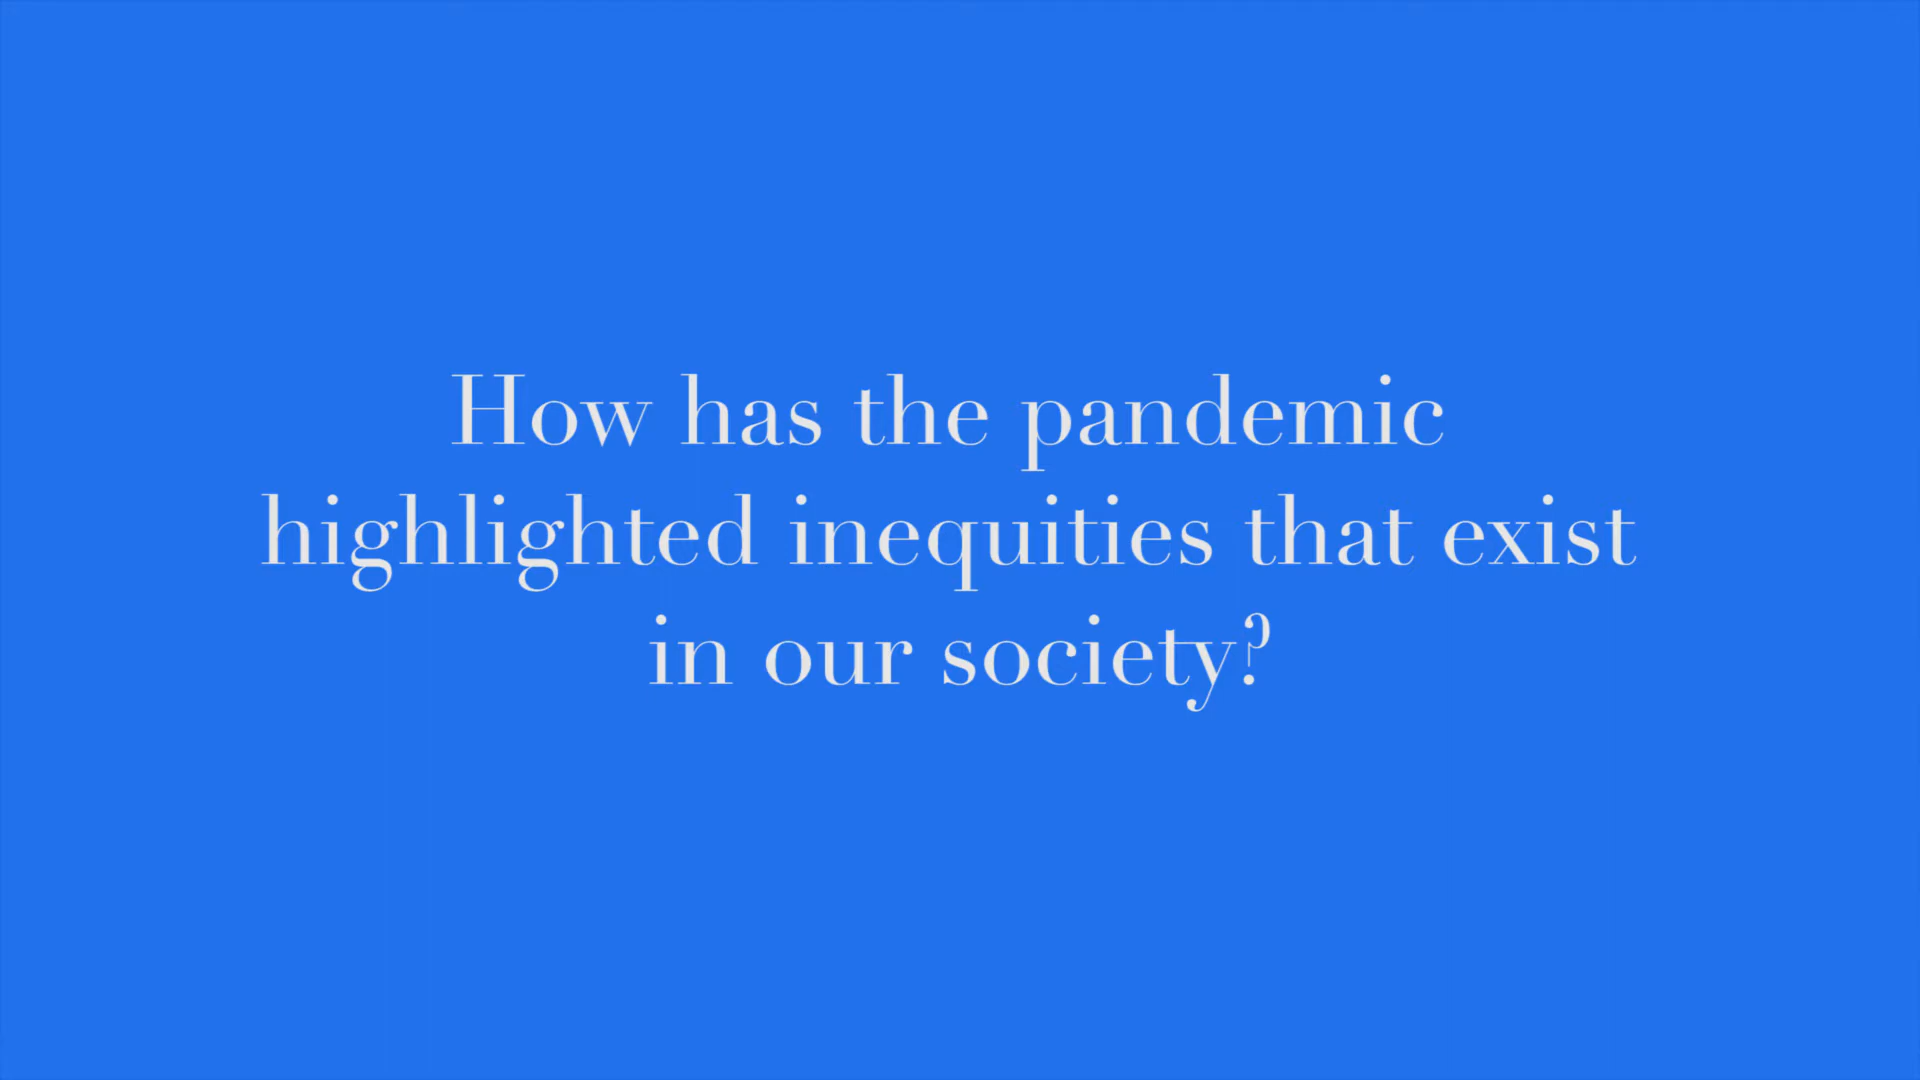 How has the pandemic
highlighted inequities that exist
in our society?